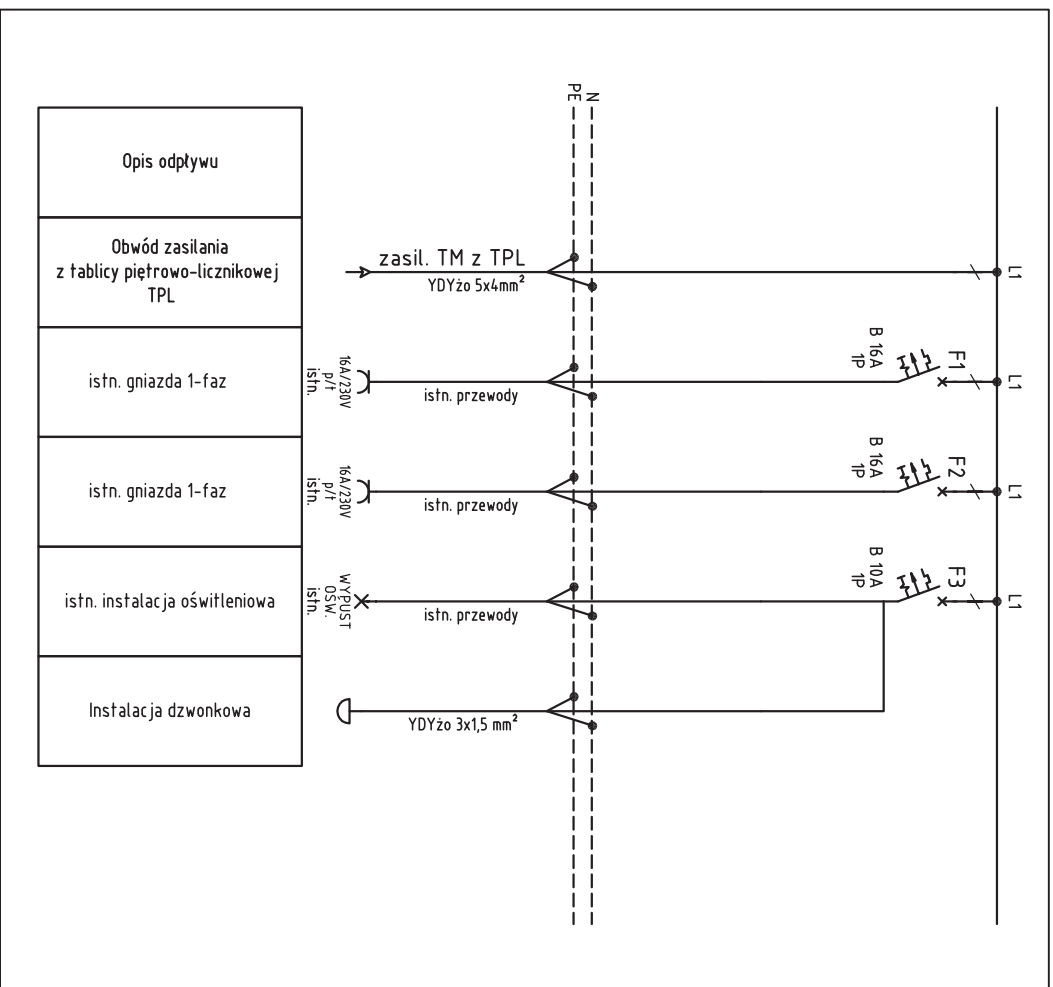 PE
N
Opis odpływu
Obwód zasilania
z tablicy piętrowo-licznikowej
TPL
zasil. TM z TPL
YDYżo 5x4mm²
L1
istn. gniazda 1-faz
16A/230V
p/t
istn.
istn. przewody
B 16A
1P
F1
L1
istn. gniazda 1-faz
16A/230V
p/t
istn.
istn. przewody
B 16A
1P
F2
L1
istn. instalacja oświtleniowa
WYPUST
OŚW.
istn.
istn. przewody
B 10A
1P
F3
L1
Instalacja dzwonkowa
YDYżo 3x1,5 mm²